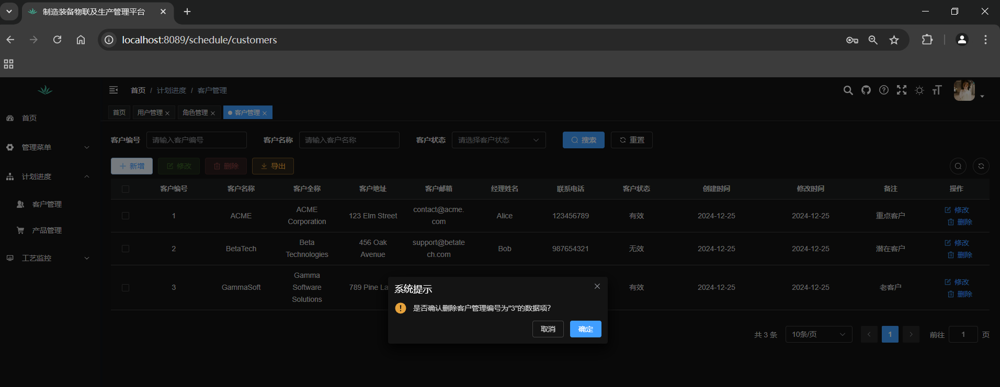 制造装备物联及生产管理平台
localhost:8089/schedule/customers
首页 / 计划进度 / 客户管理
首页 用户管理 角色管理 客户管理
首页
管理菜单
计划进度
客户管理
产品管理
工艺监控
客户编号 请输入客户编号 客户名称 请输入客户名称 客户状态 请选择客户状态 搜索 重置
新增 修改 删除 导出
客户编号 客户名称 客户全称 客户地址 客户邮箱 经理姓名 联系电话 客户状态 创建时间 修改时间 备注 操作
1 ACME ACME Corporation 123 Elm Street contact@acme.com Alice 123456789 有效 2024-12-25 2024-12-25 重点客户 修改 删除
2 BetaTech Beta Technologies 456 Oak Avenue support@betatech.com Bob 987654321 无效 2024-12-25 2024-12-25 潜在客户 修改 删除
3 GammaSoft Gamma Software Solutions 789 Pine La 有效 2024-12-25 2024-12-25 老客户 修改 删除
系统提示
是否确认删除客户管理编号为"3"的数据项?
取消 确定
共 3 条 10条/页 1 前往 1 页